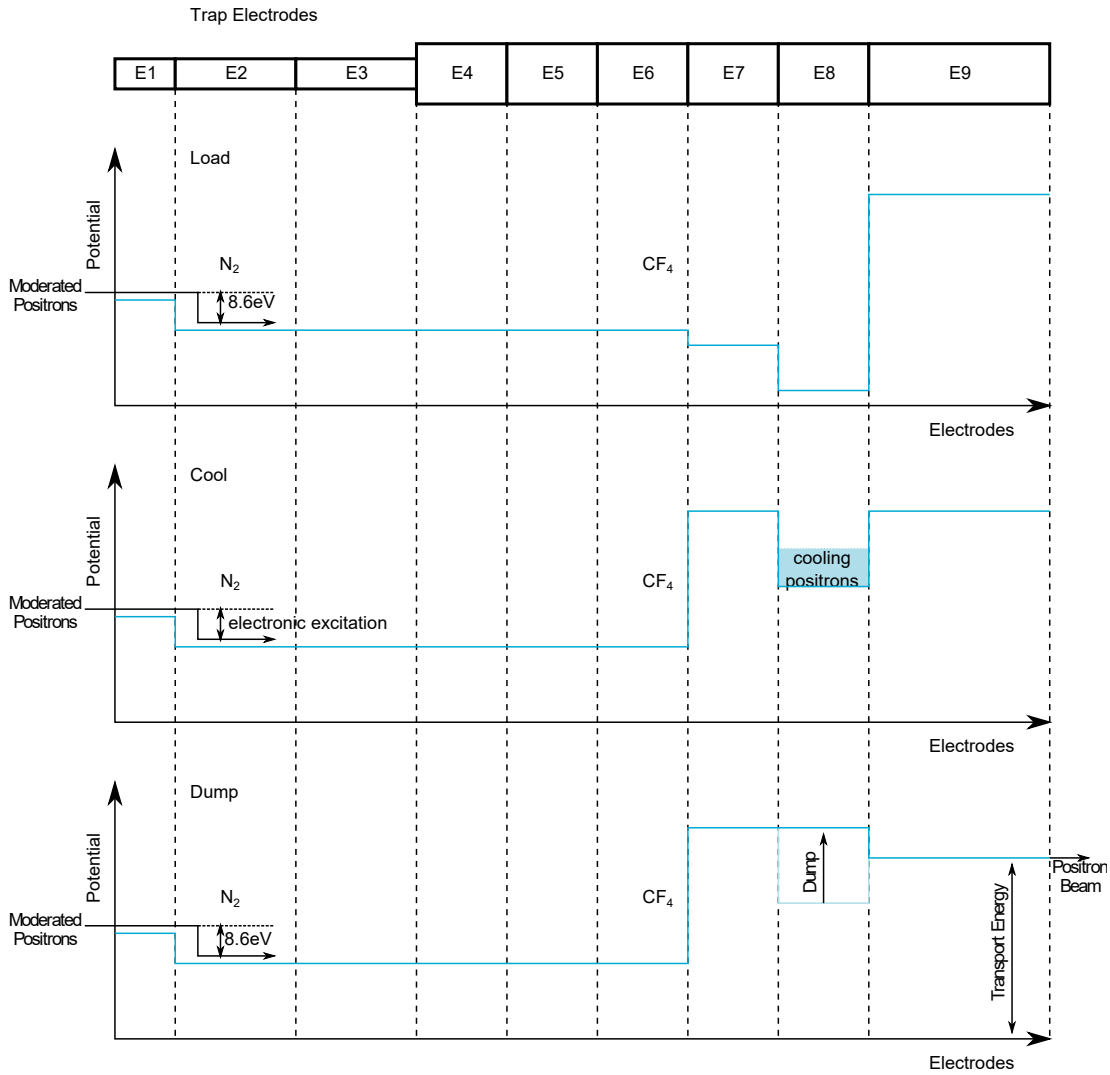 Trap Electrodes
E1 E2 E3 E4 E5 E6 E7 E8 E9
Load
Potential
N₂
CF₄
Moderated
Positrons
8.6eV
Electrodes
Cool
Potential
N₂
CF₄
cooling
positrons
Moderated
Positrons
electronic excitation
Electrodes
Dump
Potential
N₂
CF₄
Dump
Positron
Beam
Moderated
Positrons
8.6eV
Transport Energy
Electrodes